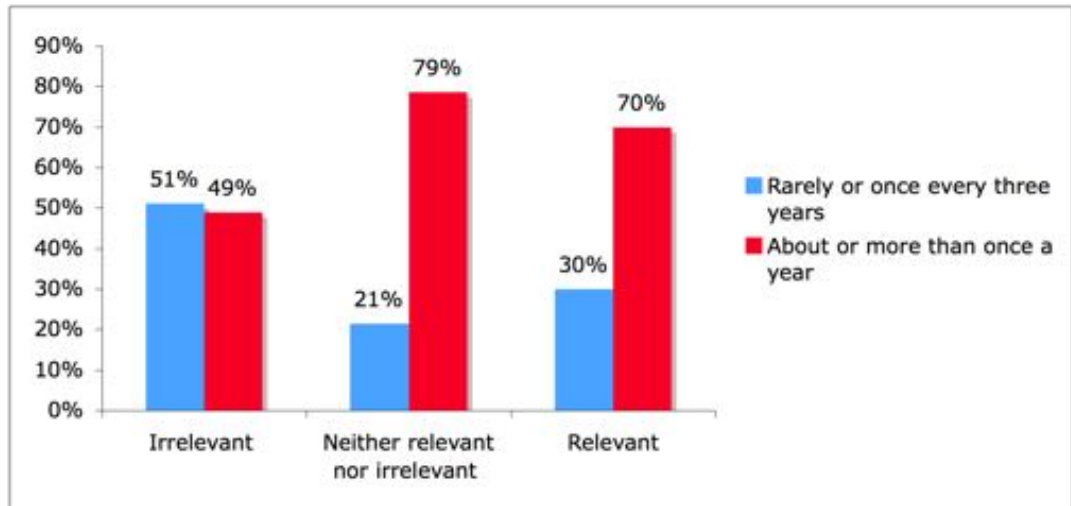 90%
80%
70%
60%
50%
40%
30%
20%
10%
0%
51%
49%
21%
79%
30%
70%
Irrelevant
Neither relevant
nor irrelevant
Relevant
Rarely or once every three
years
About or more than once a
year